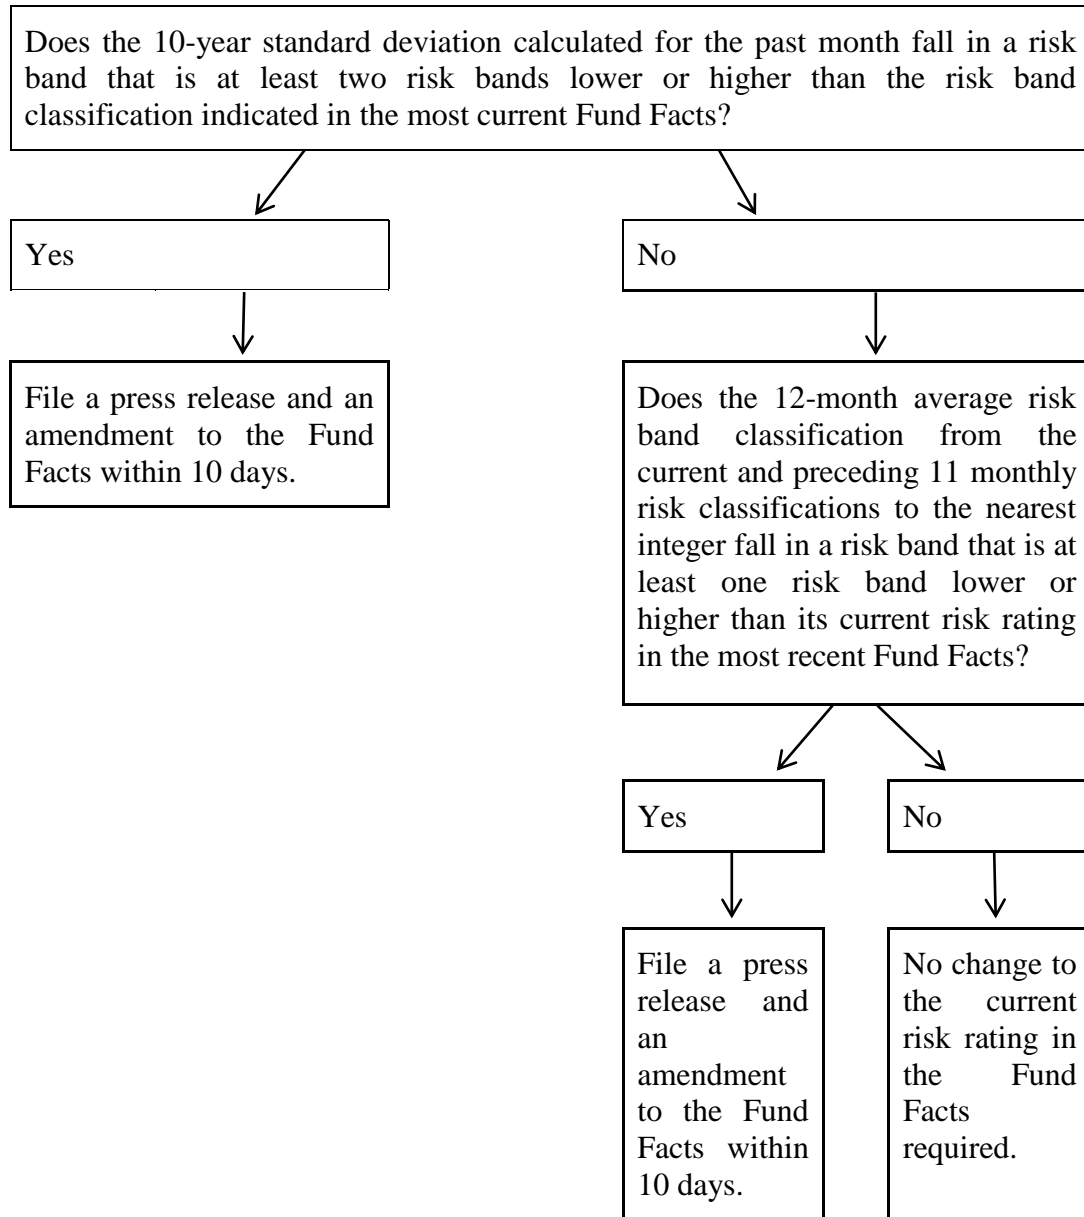 Does the 10-year standard deviation calculated for the past month fall in a risk
band that is at least two risk bands lower or higher than the risk band
classification indicated in the most current Fund Facts?
Yes
No
File a press release and an
amendment to the Fund
Facts within 10 days.
Does the 12-month average risk
band classification from the
current and preceding 11 monthly
risk classifications to the nearest
integer fall in a risk band that is at
least one risk band lower or
higher than its current risk rating
in the most recent Fund Facts?
Yes
No
File a press
release and
an
amendment
to the Fund
Facts within
10 days.
No change to
the current
risk rating in
the Fund
Facts
required.